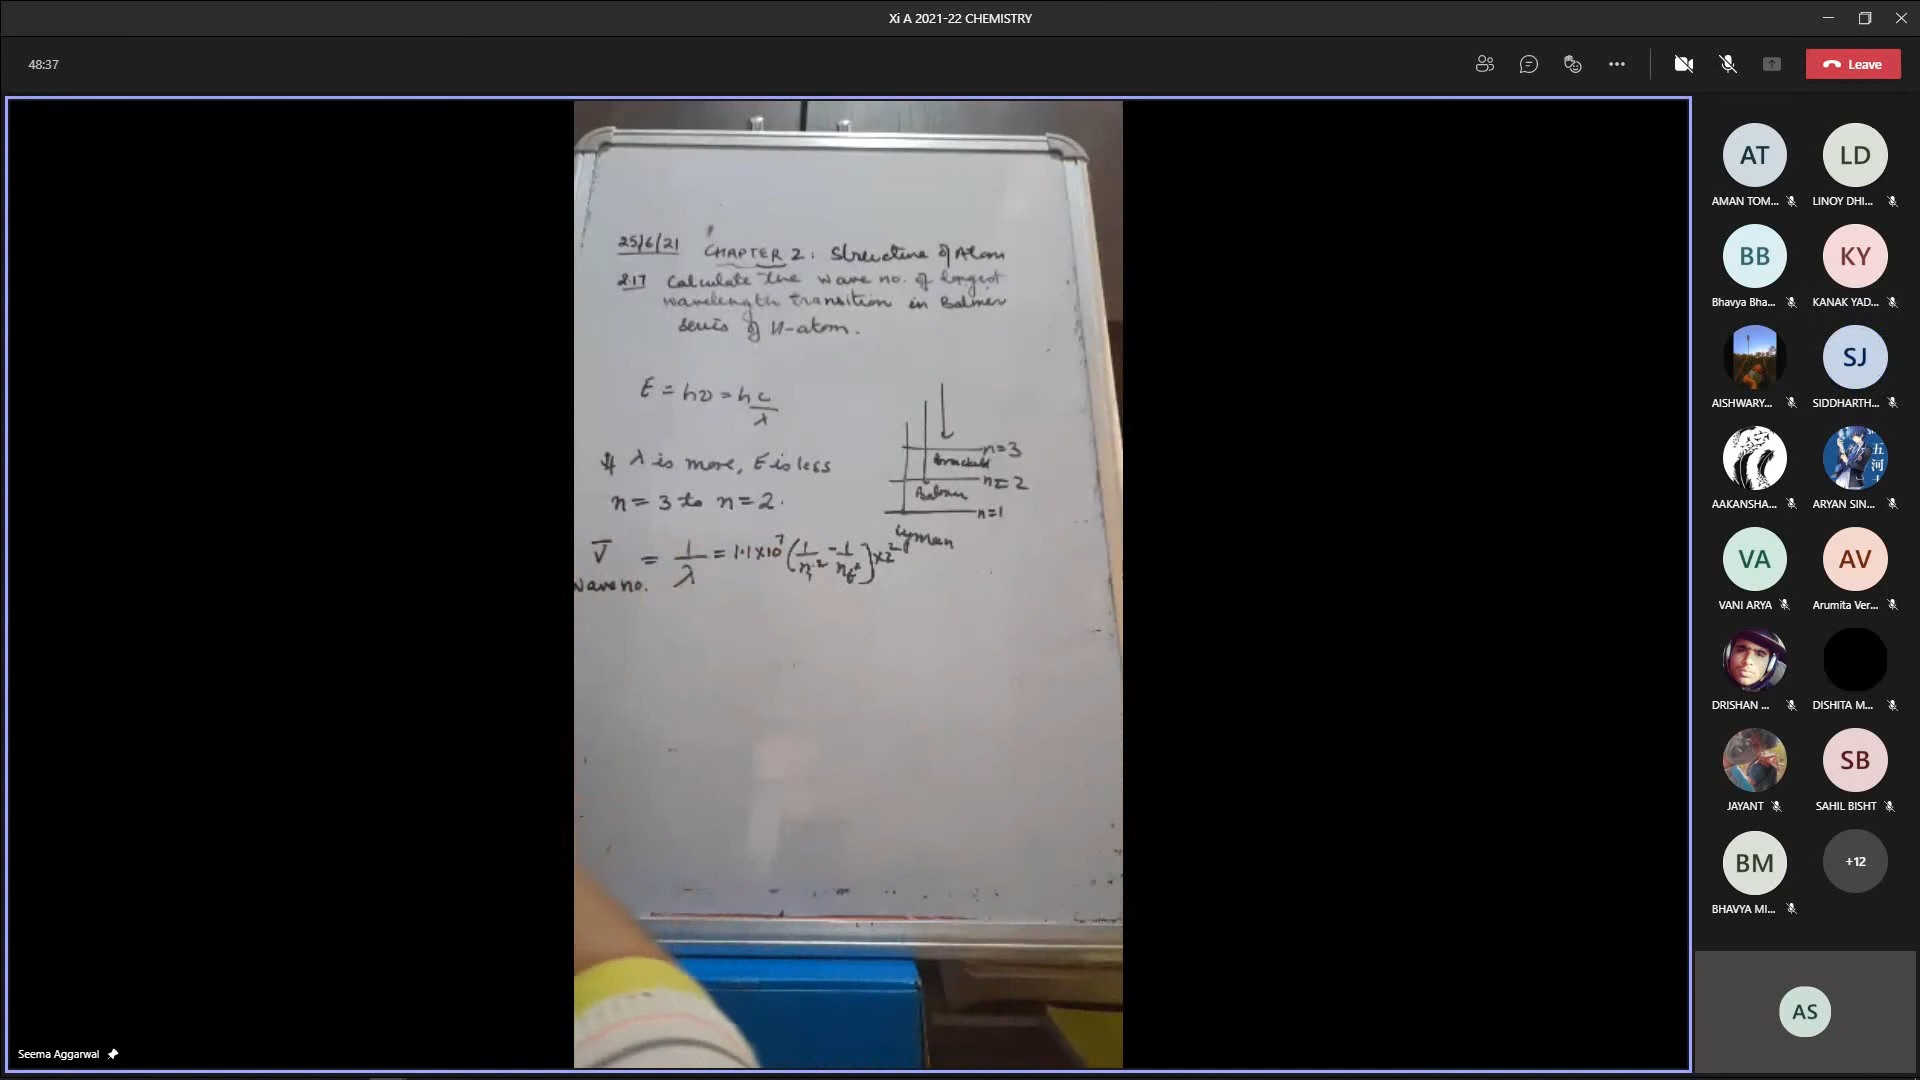 Xi A 2021-22 CHEMISTRY
48:37
Leave
25/6/21 CHAPTER 2: Structure of Atom
2.17 Calculate the wave no. of longest
wavelength transition in Balmer
series of H-atom.
E = hν = hc/λ
If λ is more, E is less
n = 3 to n = 2.
n=3
n=2
Balmer
n=1
Lyman
ν̅ = 1/λ = 1.1×10⁷ (1/nᵢ² - 1/n_f²) ×Z²
Wave no.
AT
LD
AMAN TOM...
LINOY DHI...
BB
KY
Bhavya Bha...
KANAK YAD...
SJ
AISHWARY...
SIDDHARTH...
五河
AAKANSHA...
ARYAN SIN...
VA
AV
VANI ARYA
Arumita Ver...
DRISHAN ...
DISHITA M...
SB
JAYANT
SAHIL BISHT
BM
+12
BHAVYA MI...
AS
Seema Aggarwal